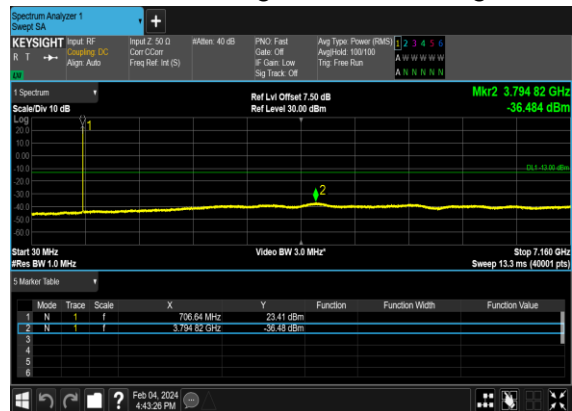 Spectrum Analyzer 1
Swept SA
+
KEYSIGHT Input: RF Input Z: 50 Ω #Atten: 40 dB PNO: Fast Avg Type: Power (RMS) 1 2 3 4 5 6
R T Coupling: DC Corr CCorr Gate: Off Avg|Hold: 100/100 A W W W W W
Align: Auto Freq Ref: Int (S) IF Gain: Low Trig: Free Run
Sig Track: Off A N N N N N
1 Spectrum Ref Lvl Offset 7.50 dB Mkr2 3.794 82 GHz
Scale/Div 10 dB Ref Level 30.00 dBm -36.484 dBm
Log
1
20.0
10.0
0.00
-10.0
DL1 -13.00 dBm
-20.0
-30.0
2
-40.0
-50.0
-60.0
Start 30 MHz Video BW 3.0 MHz* Stop 7.160 GHz
#Res BW 1.0 MHz Sweep 13.3 ms (40001 pts)
5 Marker Table
Mode Trace Scale X Y Function Function Width Function Value
1 N 1 f 706.64 MHz 23.41 dBm
2 N 1 f 3.794 82 GHz -36.48 dBm
3
4
5
6
? Feb 04, 2024
4:43:26 PM